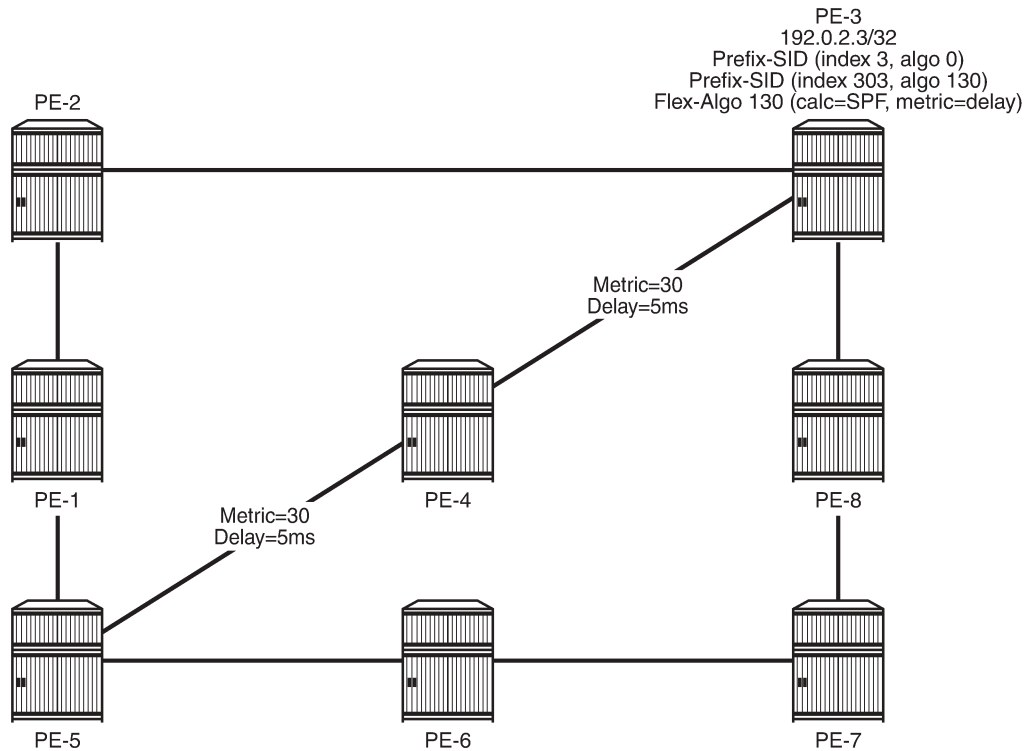 PE-3
192.0.2.3/32
Prefix-SID (index 3, algo 0)
Prefix-SID (index 303, algo 130)
Flex-Algo 130 (calc=SPF, metric=delay)
PE-2
Metric=30
Delay=5ms
PE-1
PE-4
PE-8
Metric=30
Delay=5ms
PE-5
PE-6
PE-7